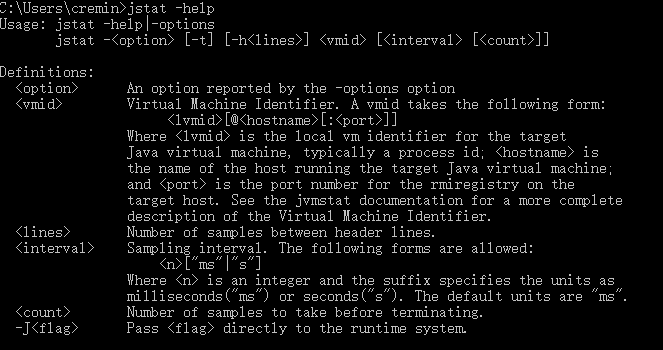 C:\Users\cremin>jstat -help
Usage: jstat -help|-options
       jstat -<option> [-t] [-h<lines>] <vmid> [<interval> [<count>]]

Definitions:
  <option>      An option reported by the -options option
  <vmid>        Virtual Machine Identifier. A vmid takes the following form:
                     <lvmid>[@<hostname>[:<port>]]
                Where <lvmid> is the local vm identifier for the target
                Java virtual machine, typically a process id; <hostname> is
                the name of the host running the target Java virtual machine;
                and <port> is the port number for the rmiregistry on the
                target host. See the jvmstat documentation for a more complete
                description of the Virtual Machine Identifier.
  <lines>       Number of samples between header lines.
  <interval>    Sampling interval. The following forms are allowed:
                    <n>["ms"|"s"]
                Where <n> is an integer and the suffix specifies the units as
                milliseconds("ms") or seconds("s"). The default units are "ms".
  <count>       Number of samples to take before terminating.
  -J<flag>      Pass <flag> directly to the runtime system.